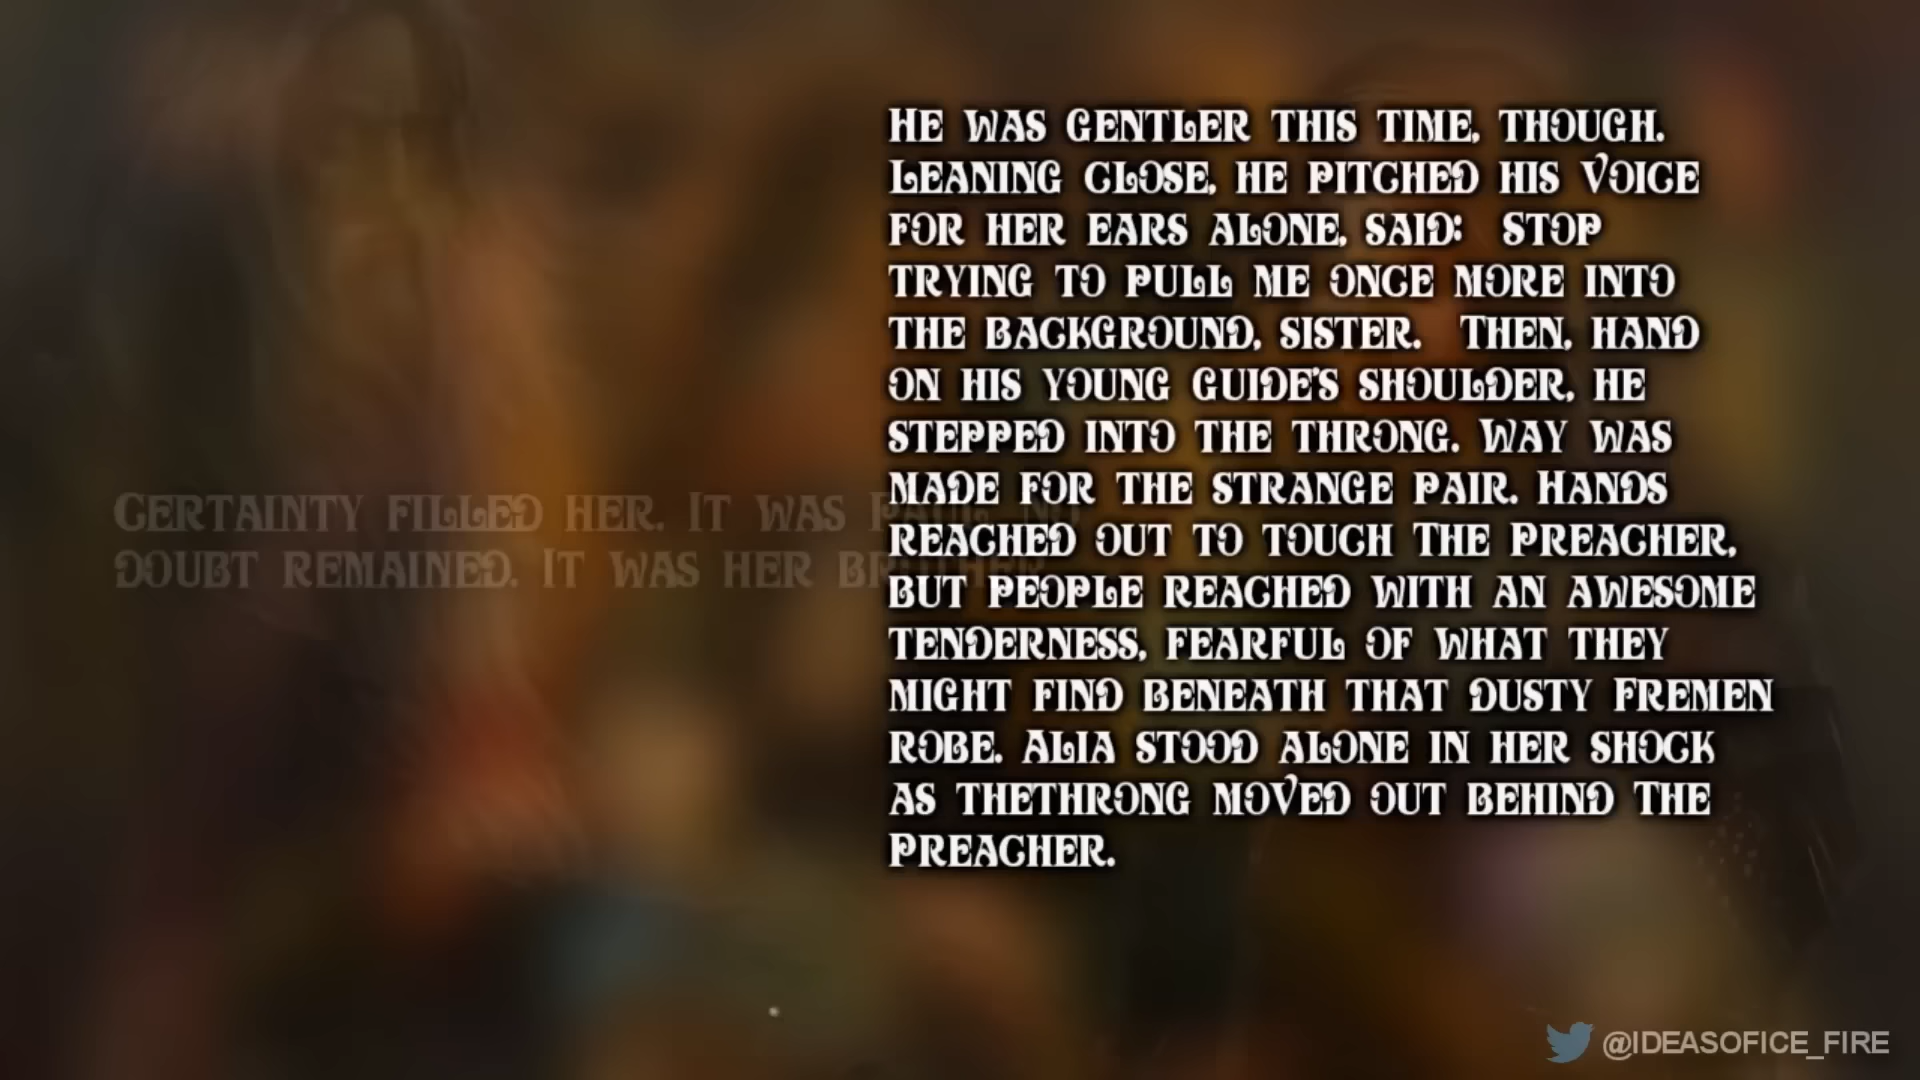 He was gentler this time, though.
Leaning close, he pitched his voice
for her ears alone, said:  Stop
trying to pull me once more into
the background, sister.  Then, hand
on his young guide's shoulder, he
stepped into the throng. Way was
made for the strange pair. Hands
reached out to touch The Preacher,
but people reached with an awesome
tenderness, fearful of what they
might find beneath that dusty Fremen
robe. Alia stood alone in her shock
as thethrong moved out behind The
Preacher.
Certainty filled her. It was Paul. No
doubt remained. It was her brother.
@IDEASOFICE_FIRE